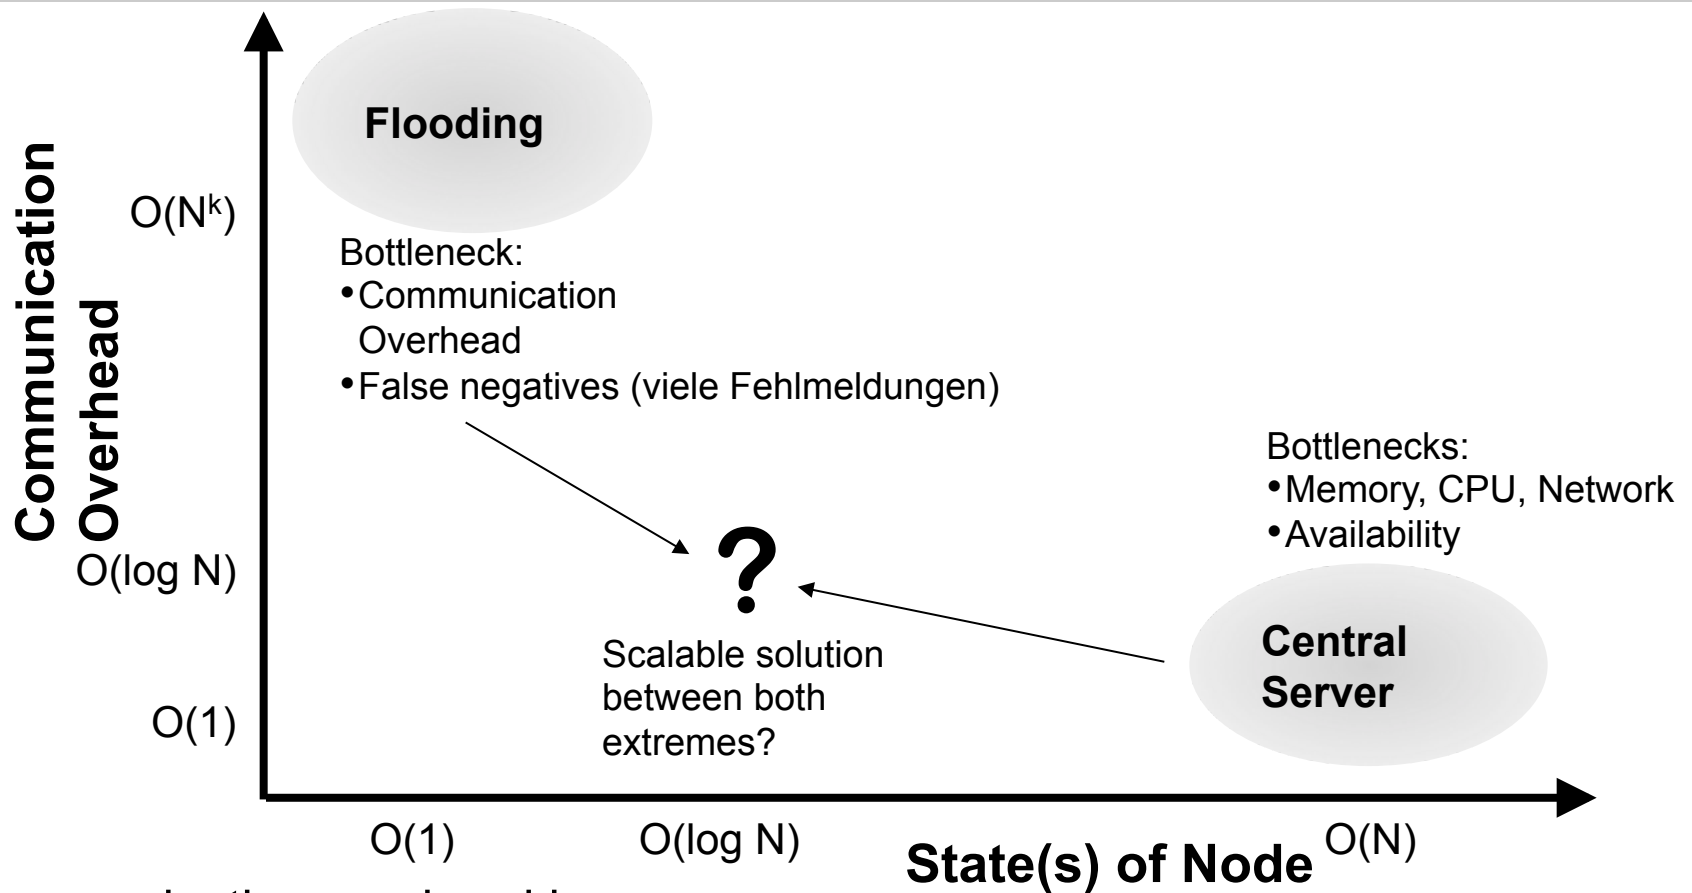 Communication
Overhead
Flooding
O(Nᵏ)
Bottleneck:
•Communication
Overhead
•False negatives (viele Fehlmeldungen)
Bottlenecks:
•Memory, CPU, Network
•Availability
O(log N)
?
Central
Server
Scalable solution
between both
extremes?
O(1)
O(1)
O(log N)
State(s) of Node
O(N)